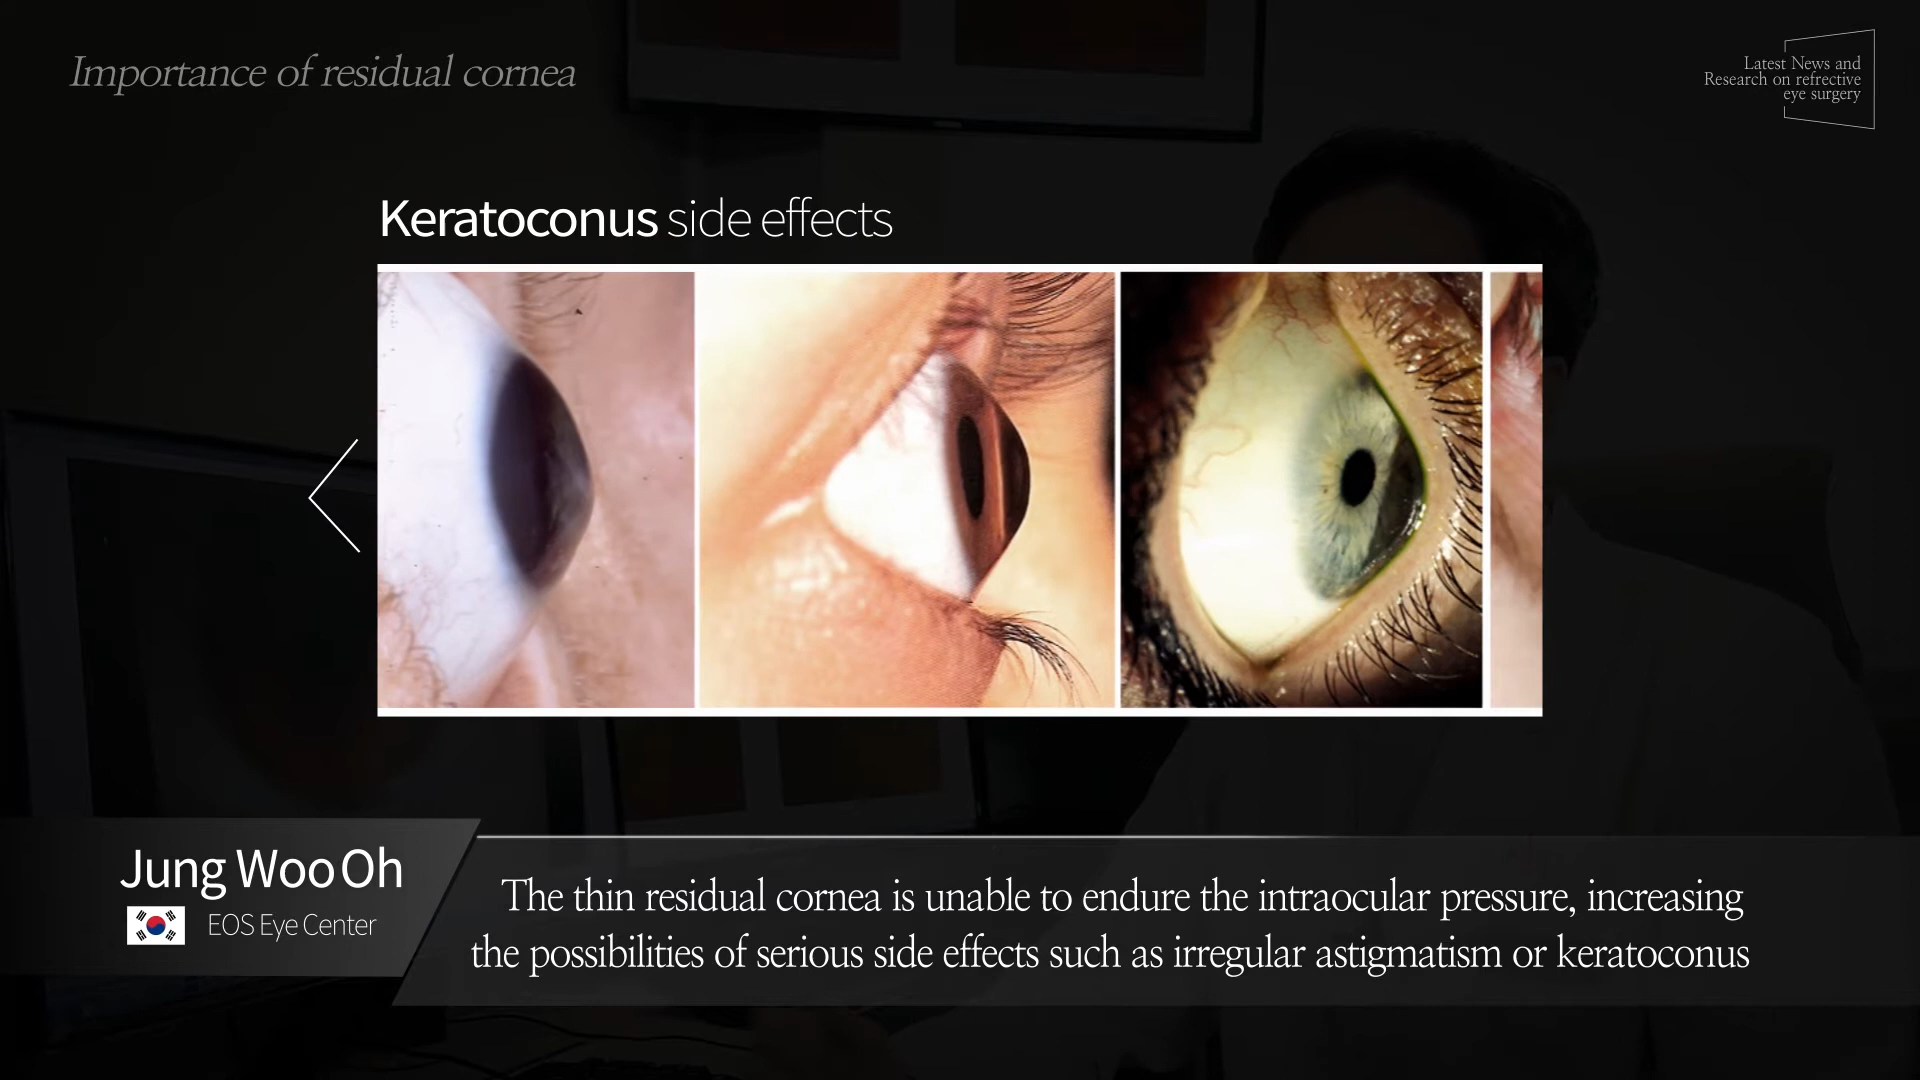 Importance of residual cornea
Latest News and
Research on refrective
eye surgery
Keratoconus side effects
Jung Woo Oh
EOS Eye Center
The thin residual cornea is unable to endure the intraocular pressure, increasing
the possibilities of serious side effects such as irregular astigmatism or keratoconus